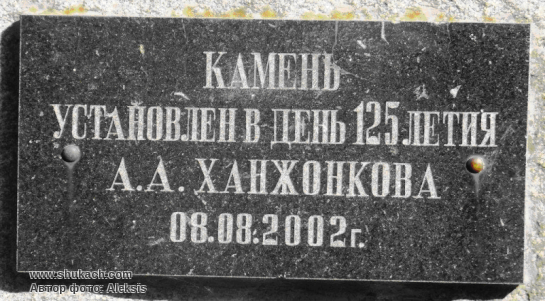 КАМЕНЬ
УСТАНОВЛЕН В ДЕНЬ 125 ЛЕТИЯ
А.А. ХАНЖОНКОВА
08.08.2002г.
www.shukach.com
Автор фото: Aleksis